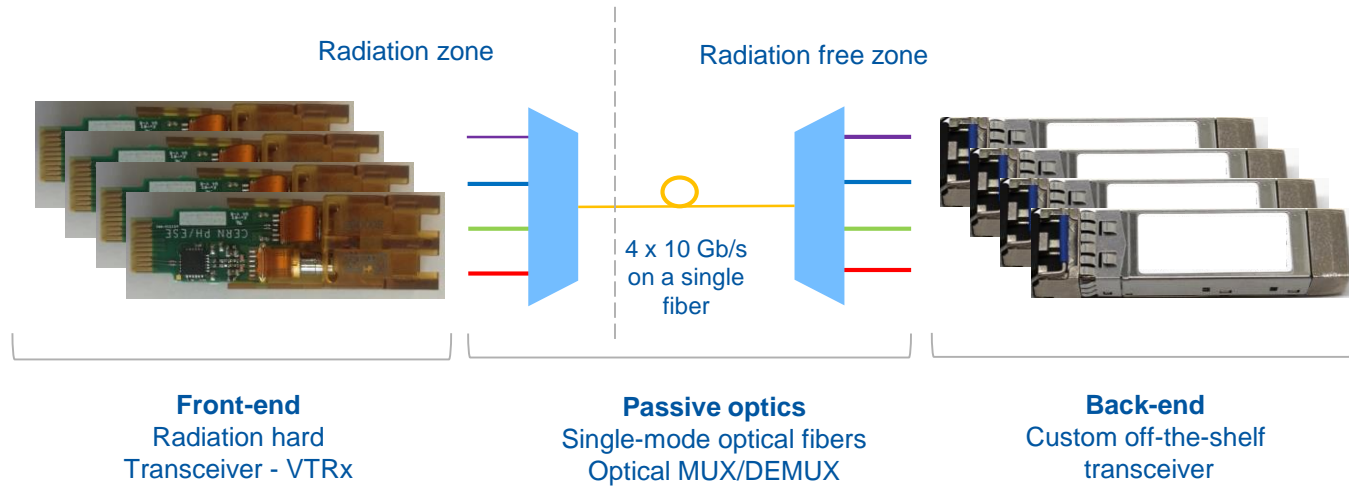 Radiation zone
Radiation free zone
CERN PH/ESE
4 x 10 Gb/s
on a single
fiber
Front-end
Radiation hard
Transceiver - VTRx
Passive optics
Single-mode optical fibers
Optical MUX/DEMUX
Back-end
Custom off-the-shelf
transceiver